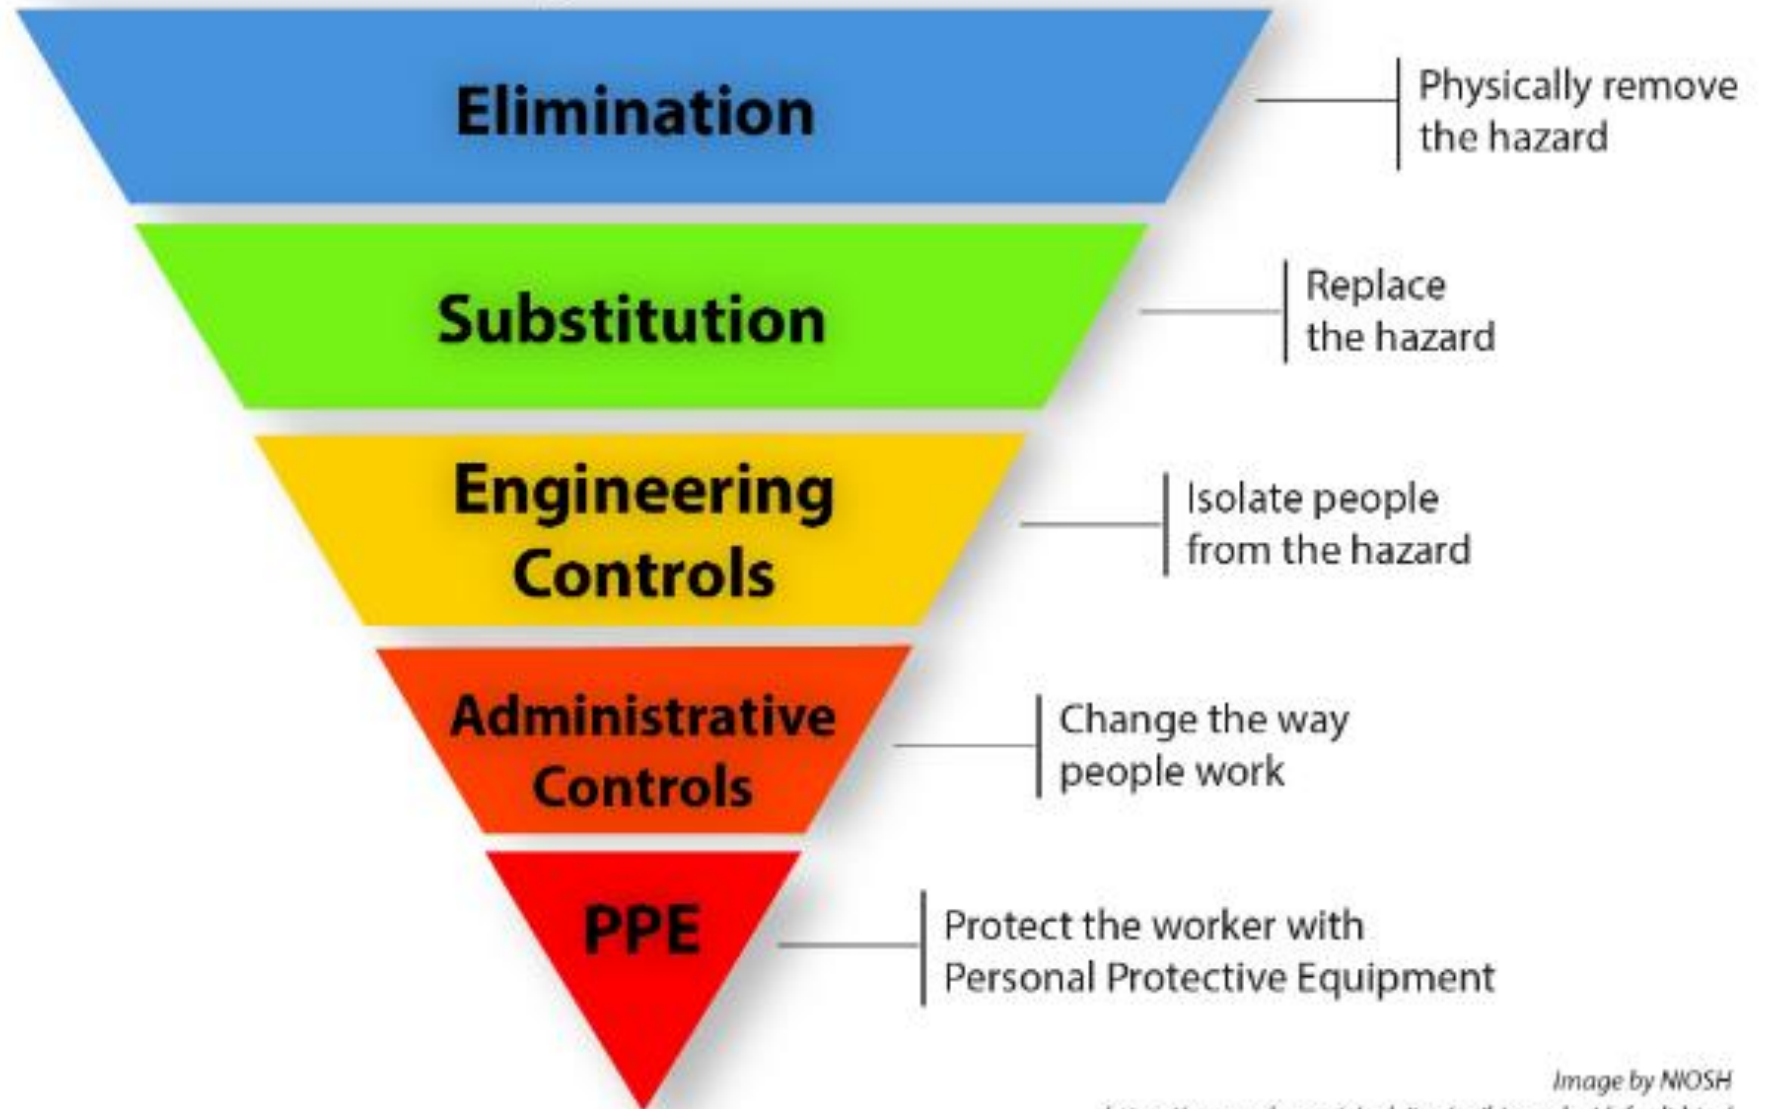 Elimination
Physically remove
the hazard
Substitution
Replace
the hazard
Engineering
Controls
Isolate people
from the hazard
Administrative
Controls
Change the way
people work
PPE
Protect the worker with
Personal Protective Equipment
Image by NIOSH